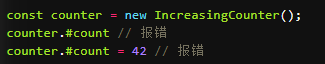 const counter = new IncreasingCounter();
counter.#count // 报错
counter.#count = 42 // 报错